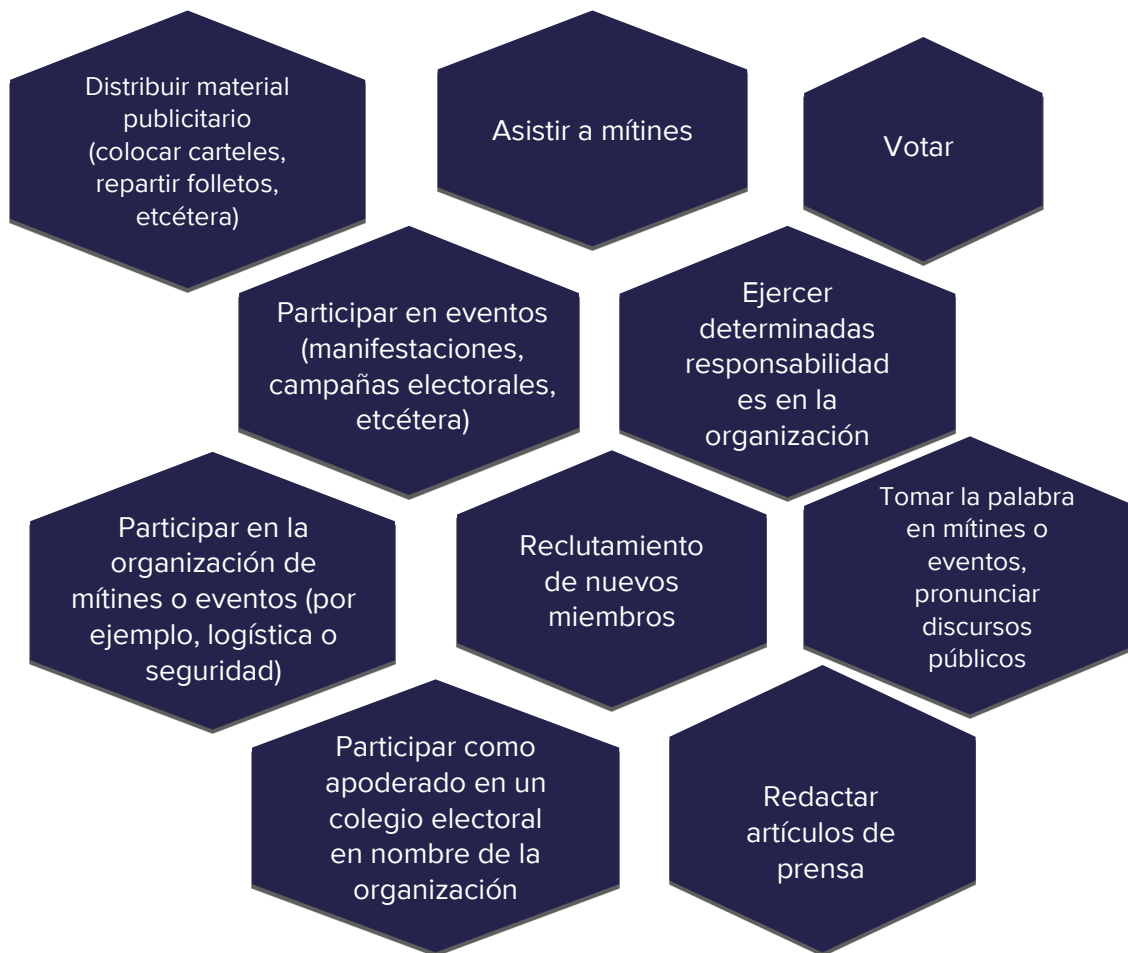 Distribuir material
publicitario
(colocar carteles,
repartir folletos,
etcétera)
Asistir a mítines
Votar
Participar en eventos
(manifestaciones,
campañas electorales,
etcétera)
Ejercer
determinadas
responsabilidad
es en la
organización
Participar en la
organización de
mítines o eventos (por
ejemplo, logística o
seguridad)
Reclutamiento
de nuevos
miembros
Tomar la palabra
en mítines o
eventos,
pronunciar
discursos
públicos
Participar como
apoderado en un
colegio electoral
en nombre de la
organización
Redactar
artículos de
prensa